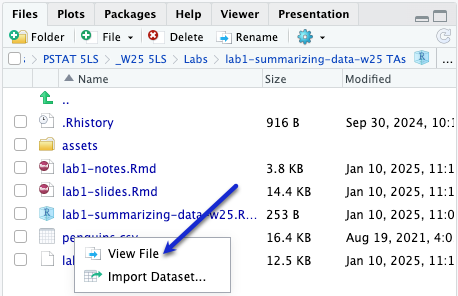 Files Plots Packages Help Viewer Presentation
Folder File Delete Rename
PSTAT 5LS _W25 5LS Labs lab1-summarizing-data-w25 TAs ...
Name Size Modified
..
.Rhistory 916 B Sep 30, 2024, 10:1
assets
lab1-notes.Rmd 3.8 KB Jan 10, 2025, 11:1
lab1-slides.Rmd 14.4 KB Jan 10, 2025, 11:1
lab1-summarizing-data-w25.R... 253 B Jan 10, 2025, 11:0
penguins.csv 16.4 KB Aug 19, 2021, 4:0
View File
12.5 KB Jan 10, 2025, 11:1
Import Dataset...